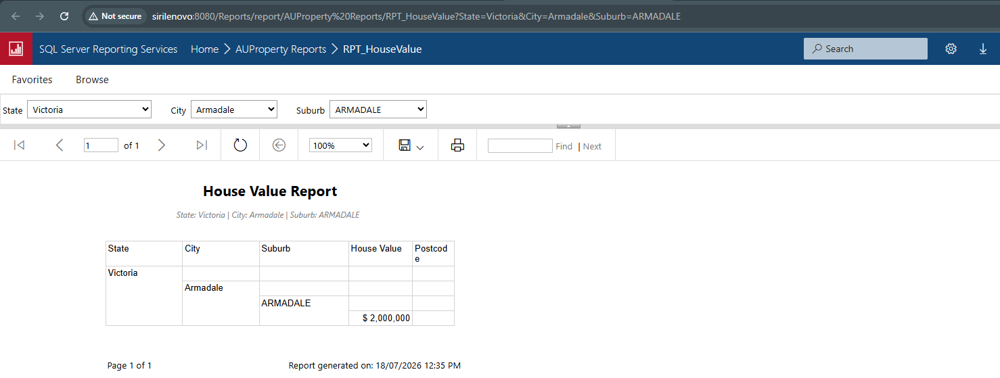 Not secure sirilenovo:8080/Reports/report/AUProperty%20Reports/RPT_HouseValue?State=Victoria&City=Armadale&Suburb=ARMADALE
SQL Server Reporting Services Home > AUProperty Reports > RPT_HouseValue Search
Favorites Browse
State Victoria City Armadale Suburb ARMADALE
1 of 1 100% Find | Next
House Value Report
State: Victoria | City: Armadale | Suburb: ARMADALE
State City Suburb House Value Postcod
e
Victoria
Armadale
ARMADALE
$ 2,000,000
Page 1 of 1 Report generated on: 18/07/2026 12:35 PM